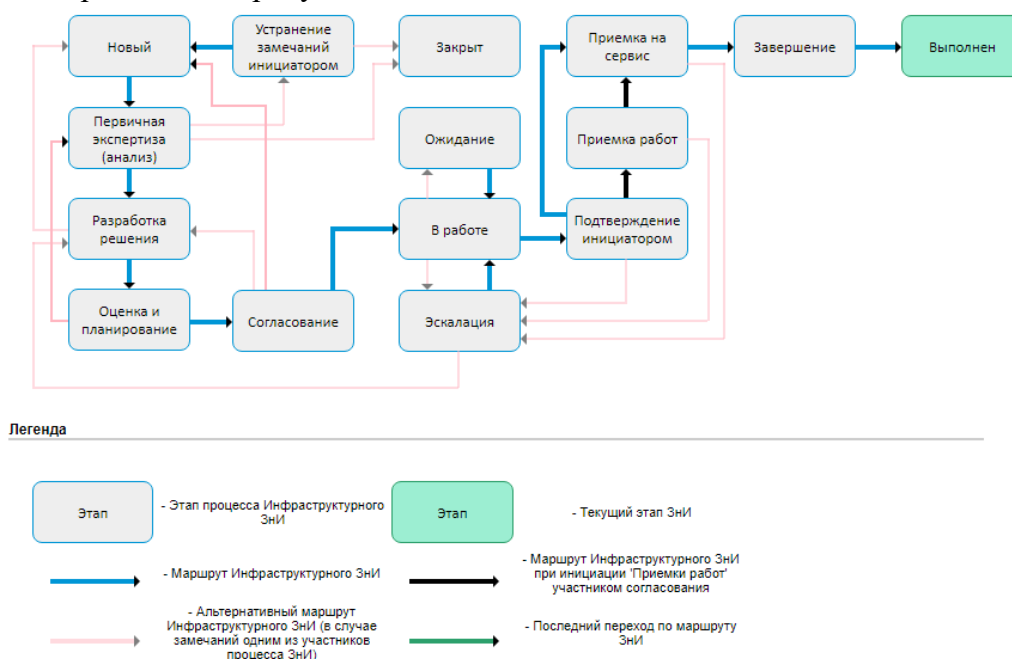 Новый
Устранение
замечаний
инициатором
Закрыт
Приемка на
сервис
Завершение
Выполнен
Первичная
экспертиза
(анализ)
Ожидание
Приемка работ
Разработка
решения
В работе
Подтверждение
инициатором
Оценка и
планирование
Согласование
Эскалация
Легенда
Этап
- Этап процесса Инфраструктурного
ЗнИ
Этап
- Текущий этап ЗнИ
- Маршрут Инфраструктурного ЗнИ
- Маршрут Инфраструктурного ЗнИ
при инициации 'Приемки работ'
участником согласования
- Альтернативный маршрут
Инфраструктурного ЗнИ (в случае
замечаний одним из участников
процесса ЗнИ)
- Последний переход по маршруту
ЗнИ